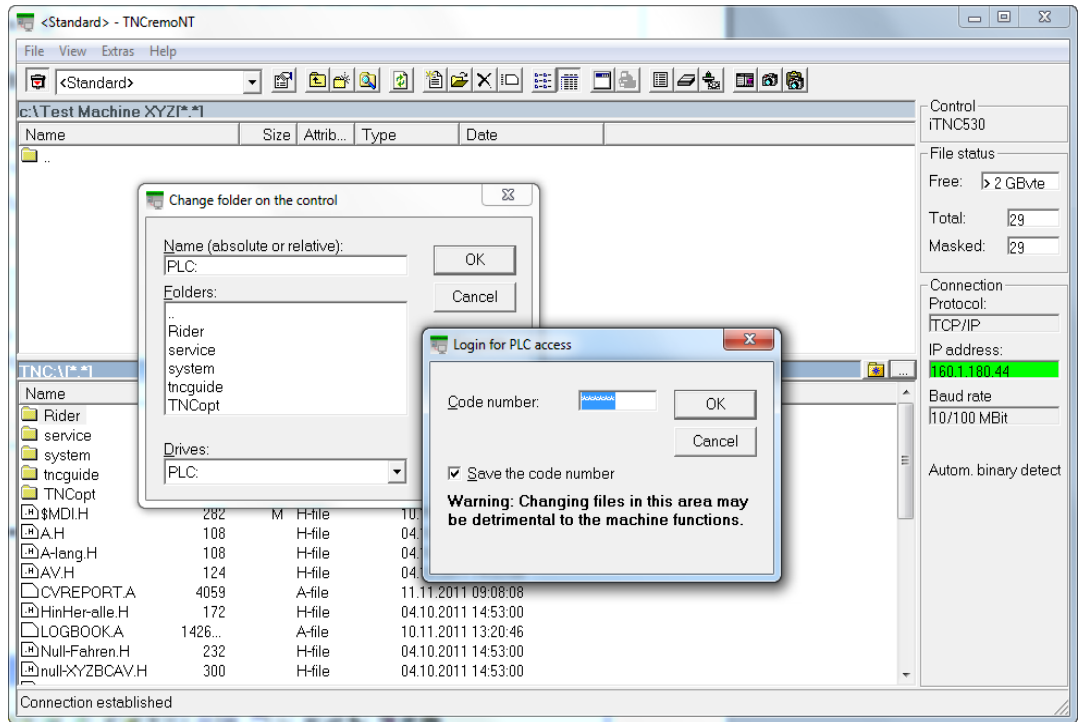 <Standard> - TNCremoNT
File View Extras Help
<Standard>
c:\Test Machine XYZ[*.*]
Name Size Attrib... Type Date
..
Control
iTNC530
File status
Free: > 2 GByte
Total: 29
Masked: 29
Connection
Protocol:
TCP/IP
IP address:
160.1.180.44
Baud rate
10/100 MBit
Autom. binary detect
Change folder on the control
Name (absolute or relative):
PLC:
OK
Folders:
Cancel
..
Rider
service
system
tncguide
TNCopt
Drives:
PLC:
Login for PLC access
Code number: ******
OK
Cancel
Save the code number
Warning: Changing files in this area may
be detrimental to the machine functions.
TNC:\[*.*]
...
Name
Rider
service
system
tncguide
TNCopt
$MDI.H 282 M H-file 10.
A.H 108 H-file 04.
A-lang.H 108 H-file 04.
AV.H 124 H-file 04.
CVREPORT.A 4059 A-file 11.11.2011 09:08:08
HinHer-alle.H 172 H-file 04.10.2011 14:53:00
LOGBOOK.A 1426... A-file 10.11.2011 13:20:46
Null-Fahren.H 232 H-file 04.10.2011 14:53:00
null-XYZBCAV.H 300 H-file 04.10.2011 14:53:00
Connection established